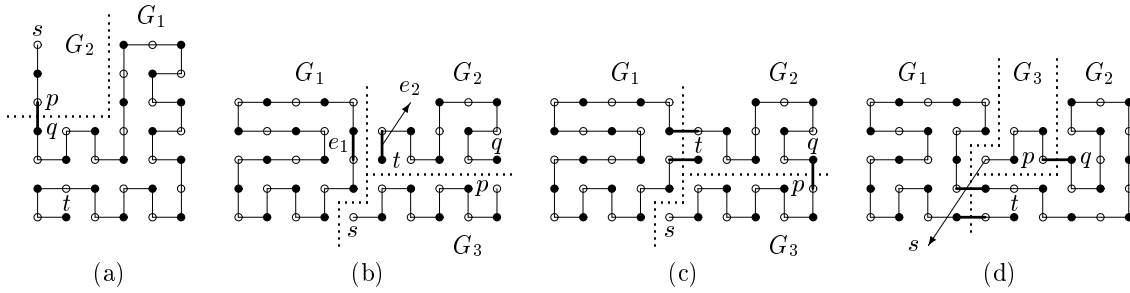 s G₂ G₁
p
q
t
(a)
G₁ e₂ G₂
e₁ t q
p
s G₃
(b)
G₁ G₂
t q
p
s G₃
(c)
G₁ G₃ G₂
p q
t
s
(d)